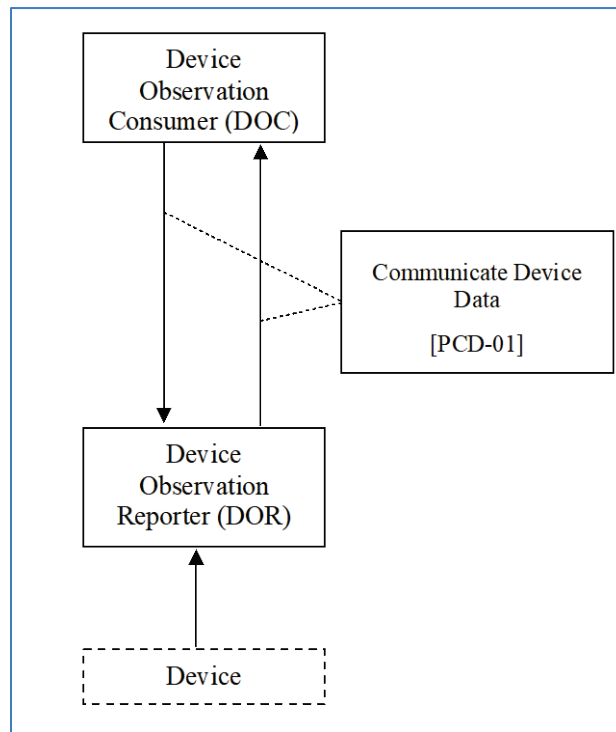 Device
Observation
Consumer (DOC)
Communicate Device
Data
[PCD-01]
Device
Observation
Reporter (DOR)
Device